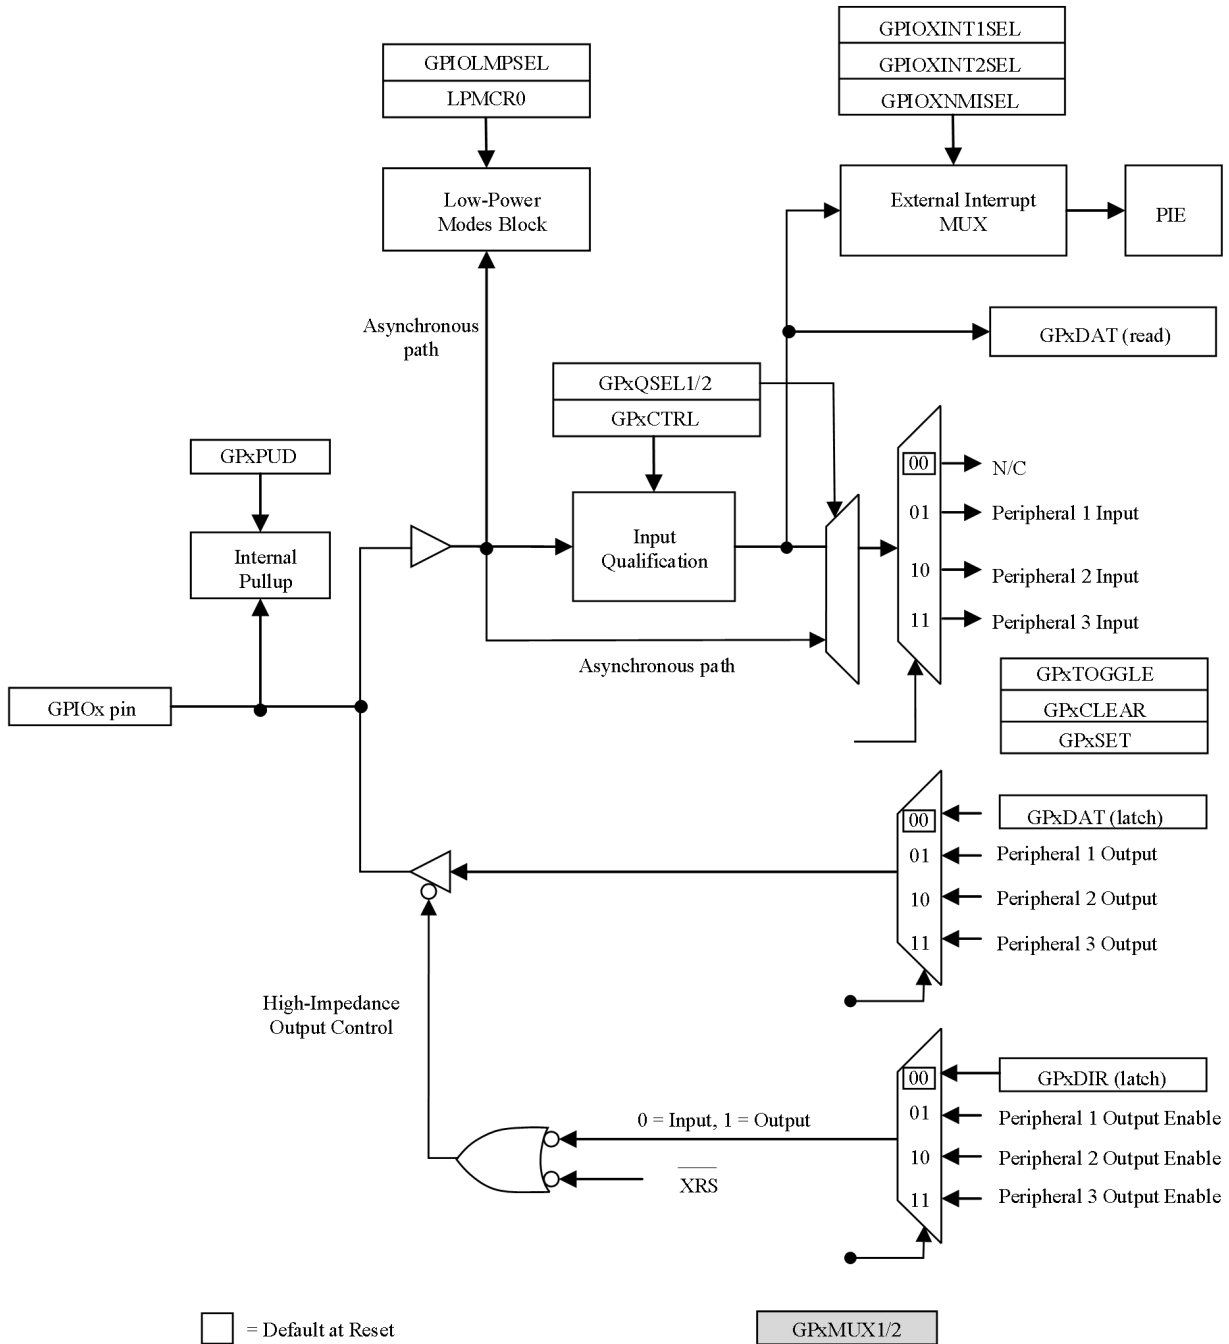 GPIOXINT1SEL
GPIOXINT2SEL
GPIOXNMISEL
GPIOLMPSEL
LPMCR0
Low-Power
Modes Block
External Interrupt
MUX
PIE
Asynchronous
path
GPxDAT (read)
GPxQSEL1/2
GPxCTRL
GPxPUD
00
N/C
01
Peripheral 1 Input
Internal
Pullup
Input
Qualification
10
Peripheral 2 Input
11
Peripheral 3 Input
Asynchronous path
GPIOx pin
GPxTOGGLE
GPxCLEAR
GPxSET
00
GPxDAT (latch)
01
Peripheral 1 Output
10
Peripheral 2 Output
11
Peripheral 3 Output
High-Impedance
Output Control
00
GPxDIR (latch)
0 = Input, 1 = Output
01
Peripheral 1 Output Enable
10
Peripheral 2 Output Enable
XRS
11
Peripheral 3 Output Enable
= Default at Reset
GPxMUX1/2